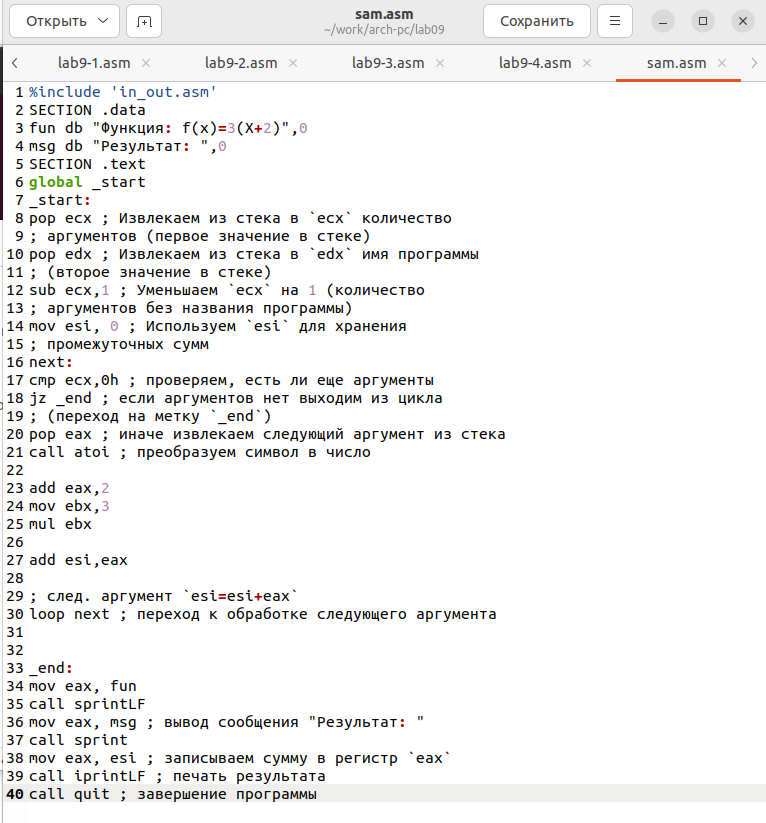 Открыть
sam.asm
~/work/arch-pc/lab09
Сохранить
lab9-1.asm
lab9-2.asm
lab9-3.asm
lab9-4.asm
sam.asm
1 %include 'in_out.asm'
2 SECTION .data
3 fun db "Функция: f(x)=3(X+2)",0
4 msg db "Результат: ",0
5 SECTION .text
6 global _start
7 _start:
8 pop ecx ; Извлекаем из стека в `ecx` количество
9 ; аргументов (первое значение в стеке)
10 pop edx ; Извлекаем из стека в `edx` имя программы
11 ; (второе значение в стеке)
12 sub ecx,1 ; Уменьшаем `ecx` на 1 (количество
13 ; аргументов без названия программы)
14 mov esi, 0 ; Используем `esi` для хранения
15 ; промежуточных сумм
16 next:
17 cmp ecx,0h ; проверяем, есть ли еще аргументы
18 jz _end ; если аргументов нет выходим из цикла
19 ; (переход на метку `_end`)
20 pop eax ; иначе извлекаем следующий аргумент из стека
21 call atoi ; преобразуем символ в число
22
23 add eax,2
24 mov ebx,3
25 mul ebx
26
27 add esi,eax
28
29 ; след. аргумент `esi=esi+eax`
30 loop next ; переход к обработке следующего аргумента
31
32
33 _end:
34 mov eax, fun
35 call sprintLF
36 mov eax, msg ; вывод сообщения "Результат: "
37 call sprint
38 mov eax, esi ; записываем сумму в регистр `eax`
39 call iprintLF ; печать результата
40 call quit ; завершение программы